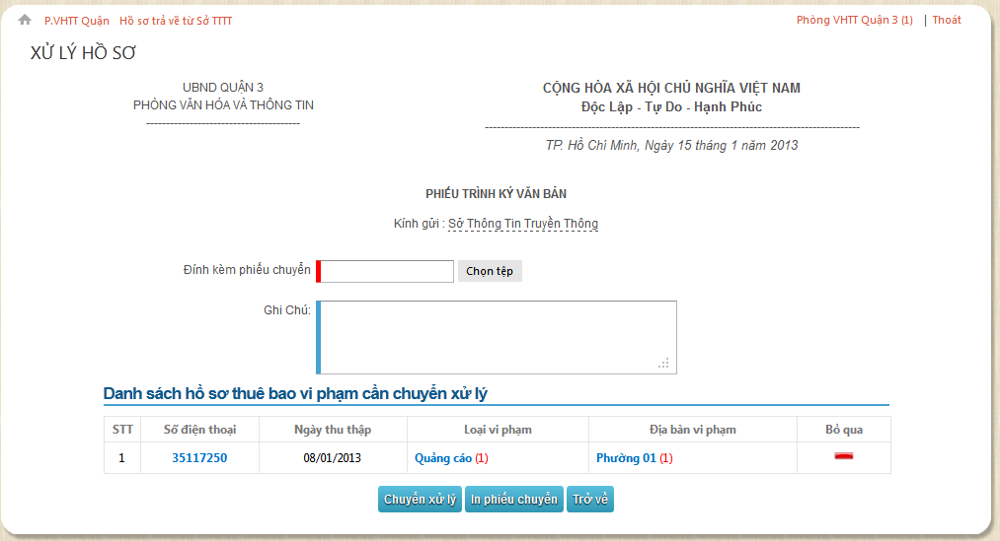 P.VHTT Quận Hồ sơ trả về từ Sở TTTT
Phòng VHTT Quận 3 (1) | Thoát
XỬ LÝ HỒ SƠ
UBND QUẬN 3
PHÒNG VĂN HÓA VÀ THÔNG TIN
CỘNG HÒA XÃ HỘI CHỦ NGHĨA VIỆT NAM
Độc Lập - Tự Do - Hạnh Phúc
TP. Hồ Chí Minh, Ngày 15 tháng 1 năm 2013
PHIẾU TRÌNH KÝ VĂN BẢN
Kính gửi : Sở Thông Tin Truyền Thông
Đính kèm phiếu chuyển Chọn tệp
Ghi Chú:
Danh sách hồ sơ thuê bao vi phạm cần chuyển xử lý
STT Số điện thoại Ngày thu thập Loại vi phạm Địa bàn vi phạm Bỏ qua
1 35117250 08/01/2013 Quảng cáo (1) Phường 01 (1)
Chuyển xử lý In phiếu chuyển Trở về